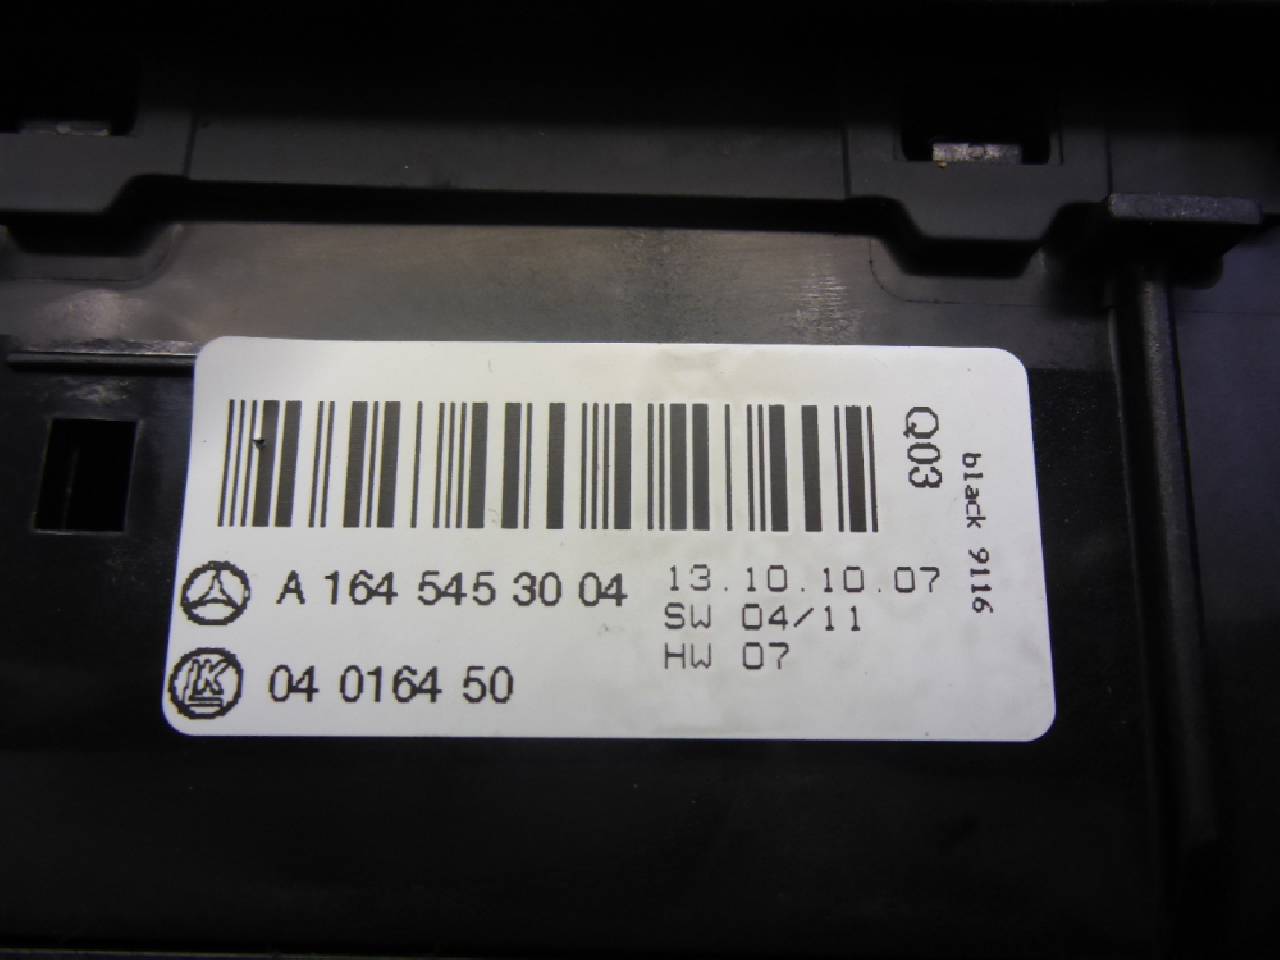 Q03
black 9116
A 164 545 30 04
13.10.10.07
SW 04/11
HW 07
LK
04 0164 50